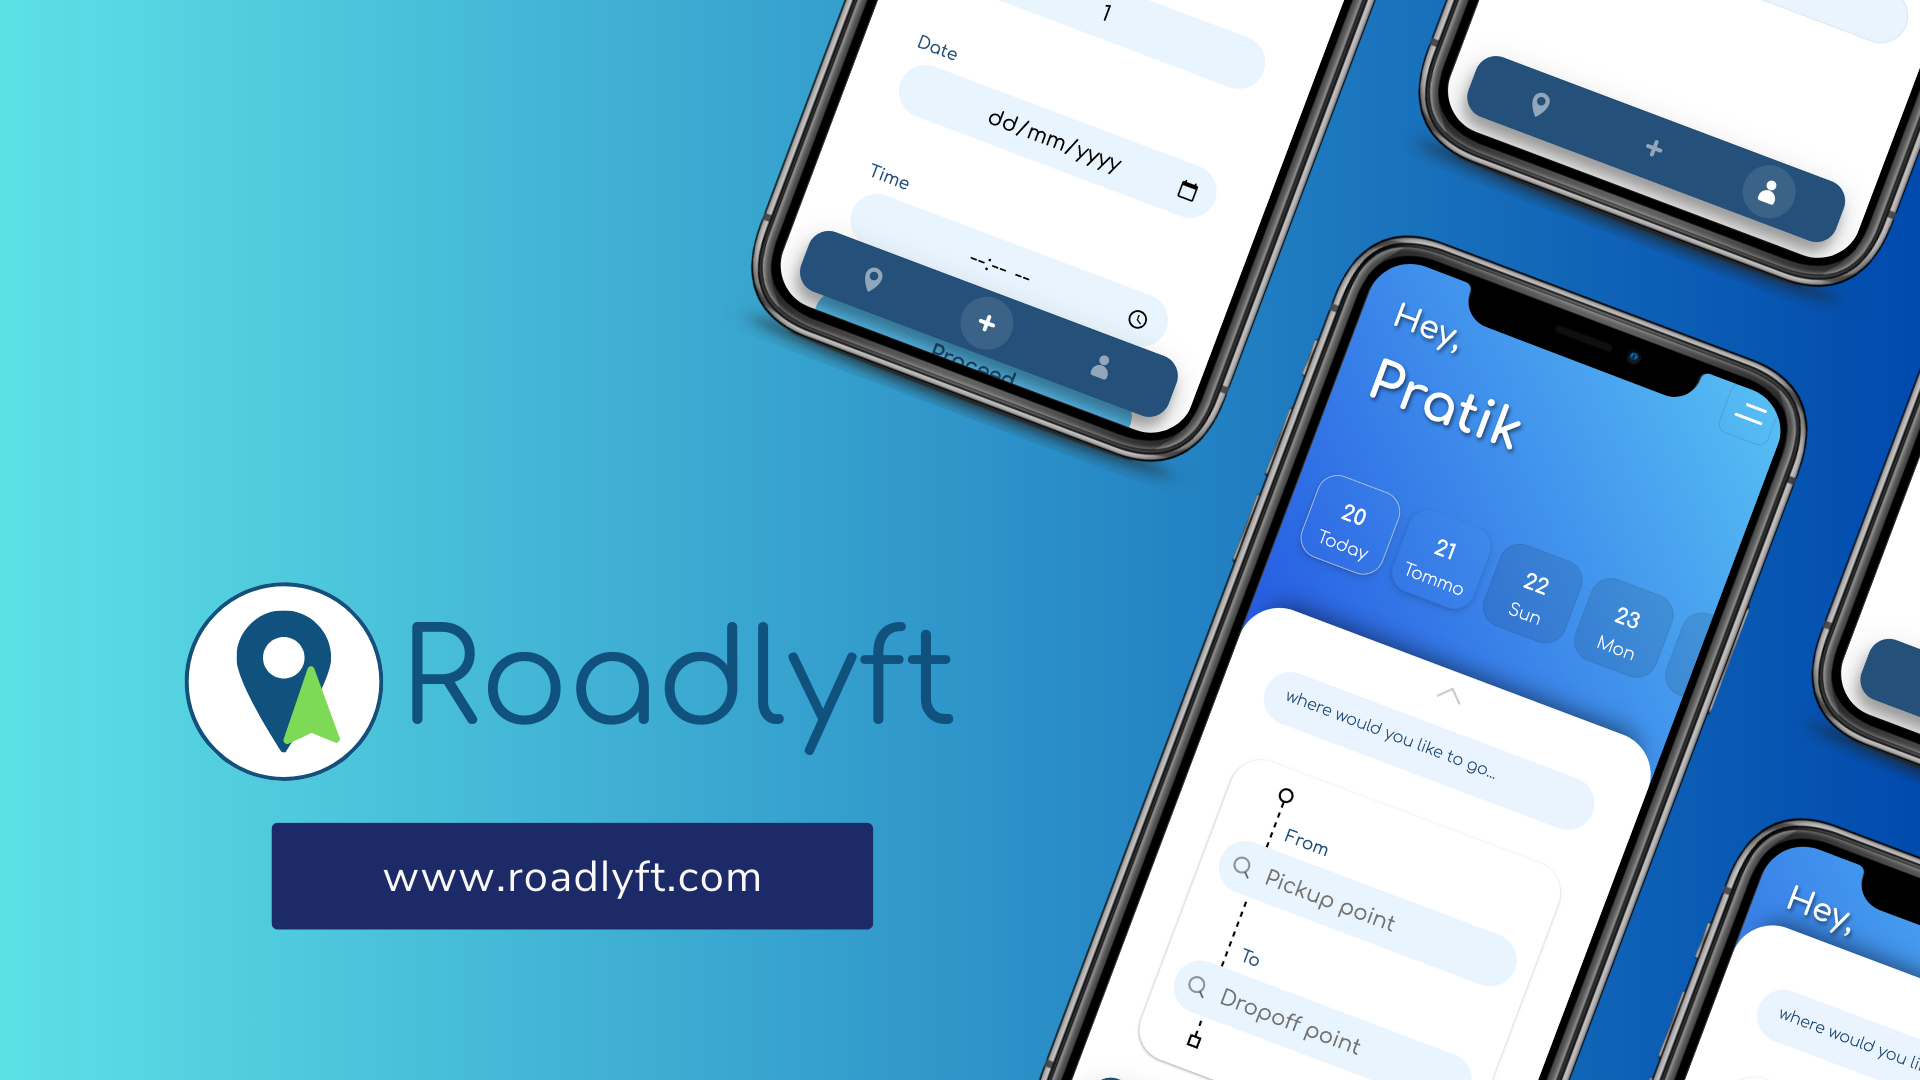 1
Date
dd/mm/yyyy
Time
--:-- --
Proceed
Hey,
Pratik
20
Today
21
Tommo
22
Sun
23
Mon
where would you like to go...
From
Pickup point
To
Dropoff point
Roadlyft
www.roadlyft.com
Hey,
where would you li